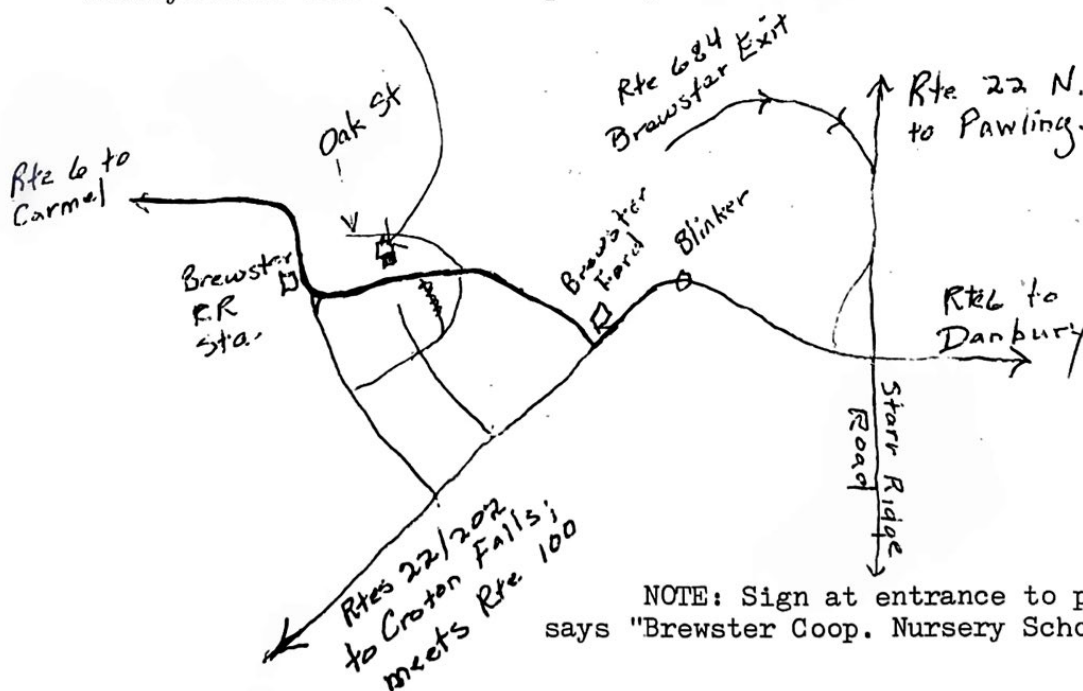 Rte 684
Brewster Exit
Rte 22 N.
to Pawling.
Oak St
Rte 6 to
Carmel
Brewster
R.R
Sta.
Brewster
Ford
Blinker
Rte 6 to
Danbury
Starr Ridge
Road
Rtes 22/202
to Croton Falls;
meets Rte 100
NOTE: Sign at entrance to p
says "Brewster Coop. Nursery Scho